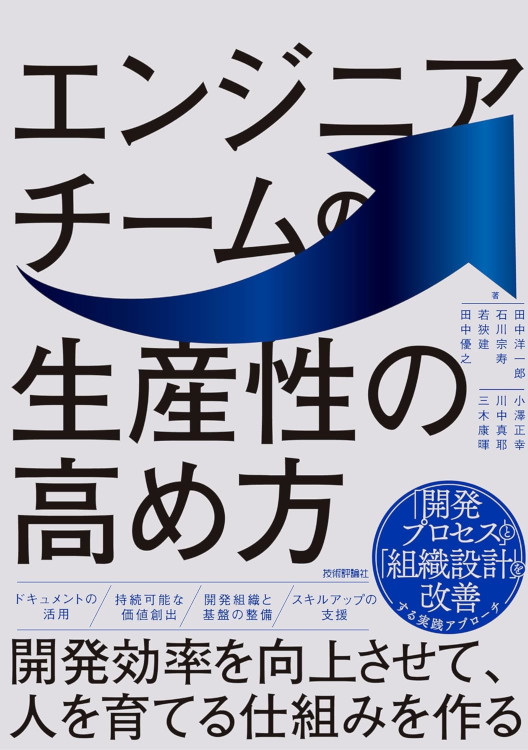 エンジニア
チームの
生産性の
高め方
著
田中洋一郎
石川宗寿
若狹建
田中優之
小澤正幸
川中真耶
三木康暉
「開発
プロセス」と
「組織設計」を
改善
する実践アプローチ
技術評論社
ドキュメントの
活用
持続可能な
価値創出
開発組織と
基盤の整備
スキルアップの
支援
開発効率を向上させて、
人を育てる仕組みを作る